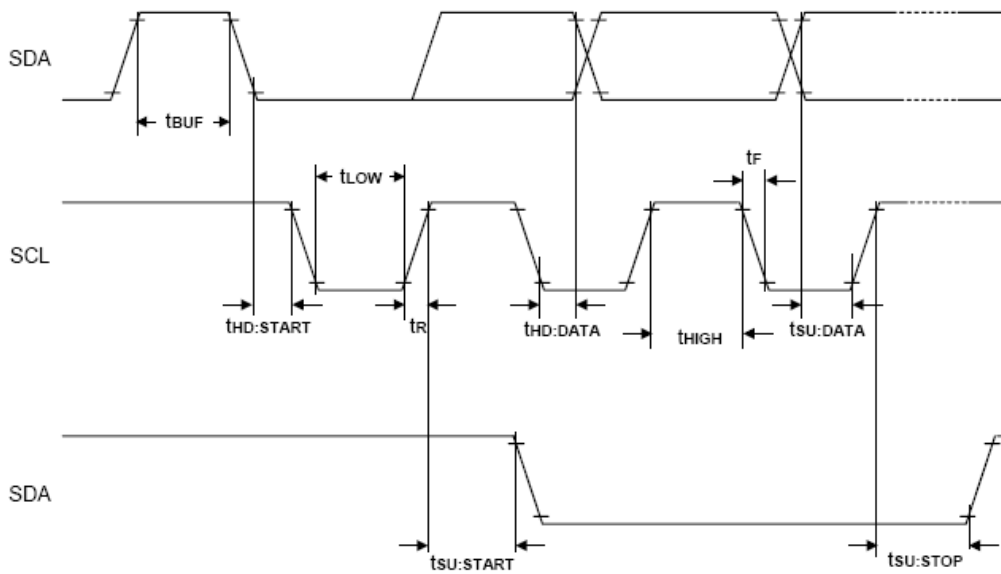 SDA
tBUF
tLOW
tF
SCL
tHD:START
tR
tHD:DATA
tHIGH
tSU:DATA
SDA
tSU:START
tSU:STOP